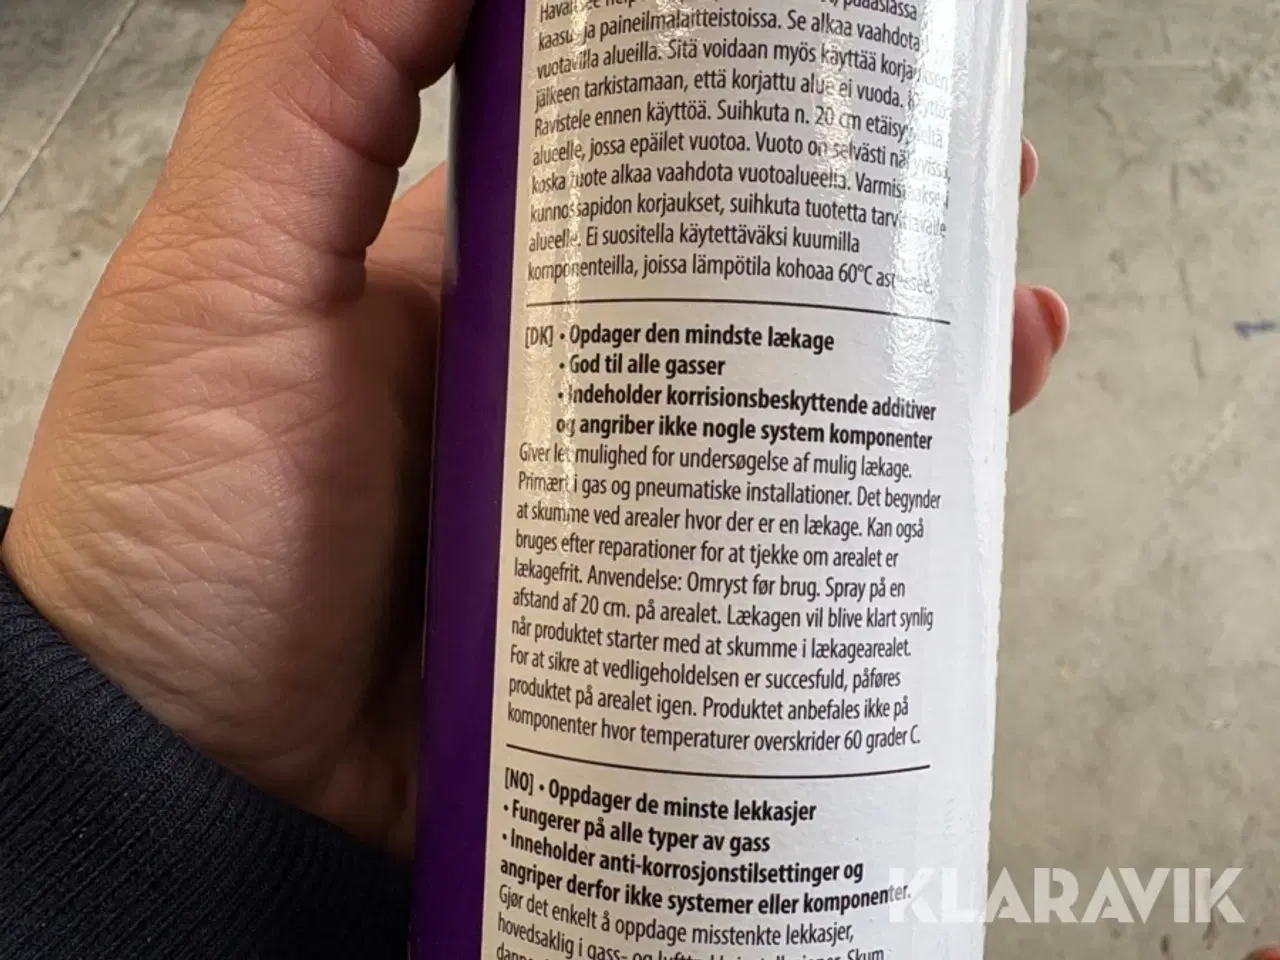 kaasu- ja paineilmalaitteistoissa. Se alkaa vaahdota
vuotavilla alueilla. Sitä voidaan myös käyttää korjauksen
jälkeen tarkistamaan, että korjattu alue ei vuoda. Käyttö:
Ravistele ennen käyttöä. Suihkuta n. 20 cm etäisyydeltä
alueelle, jossa epäilet vuotoa. Vuoto on selvästi näkyvissä,
koska tuote alkaa vaahdota vuotoalueella. Varmistaaksesi
kunnossapidon korjaukset, suihkuta tuotetta tarvittavalle
alueelle. Ei suositella käytettäväksi kuumilla
komponenteilla, joissa lämpötila kohoaa 60°C asteeseen.
[DK] • Opdager den mindste lækage
• God til alle gasser
• Indeholder korrisionsbeskyttende additiver
og angriber ikke nogle system komponenter
Giver let mulighed for undersøgelse af mulig lækage.
Primært i gas og pneumatiske installationer. Det begynder
at skumme ved arealer hvor der er en lækage. Kan også
bruges efter reparationer for at tjekke om arealet er
lækagefrit. Anvendelse: Omryst før brug. Spray på en
afstand af 20 cm. på arealet. Lækagen vil blive klart synlig
når produktet starter med at skumme i lækagearealet.
For at sikre at vedligeholdelsen er succesfuld, påføres
produktet på arealet igen. Produktet anbefales ikke på
komponenter hvor temperaturer overskrider 60 grader C.
[NO] • Oppdager de minste lekkasjer
• Fungerer på alle typer av gass
• Inneholder anti-korrosjonstilsettinger og
angriper derfor ikke systemer eller komponenter.
Gjør det enkelt å oppdage misstenkte lekkasjer,
hovedsaklig i gass- og
Skum
KLARAVIK